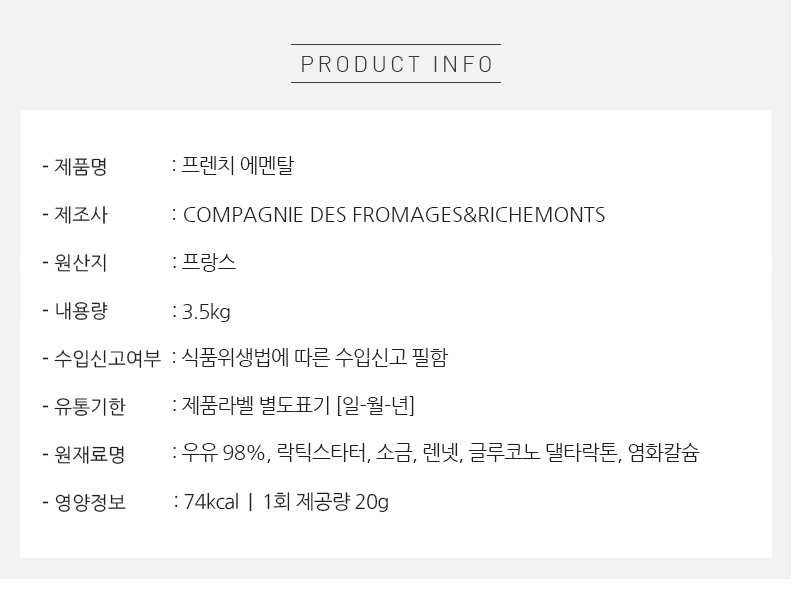 PRODUCT INFO
- 제품명 : 프렌치 에멘탈
- 제조사 : COMPAGNIE DES FROMAGES&RICHEMONTS
- 원산지 : 프랑스
- 내용량 : 3.5kg
- 수입신고여부 : 식품위생법에 따른 수입신고 필함
- 유통기한 : 제품라벨 별도표기 [일-월-년]
- 원재료명 : 우유 98%, 락틱스타터, 소금, 렌넷, 글루코노 댈타락톤, 염화칼슘
- 영양정보 : 74kcal | 1회 제공량 20g